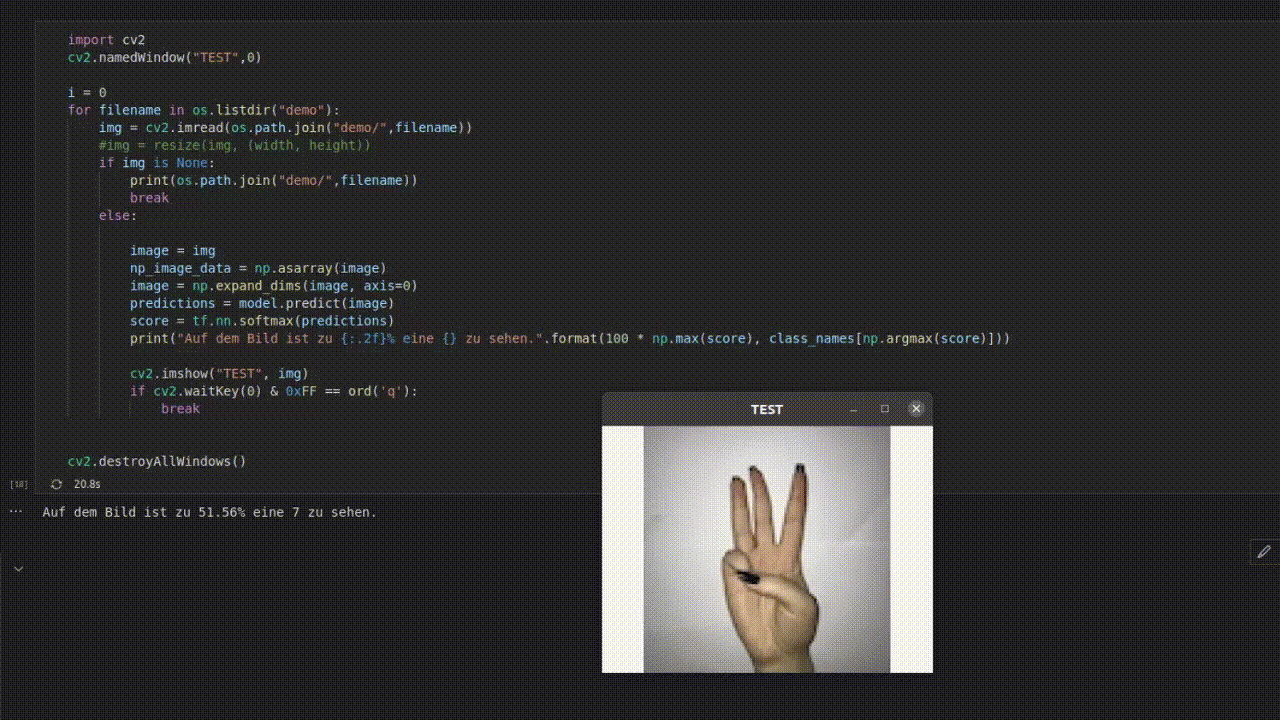 import cv2
cv2.namedWindow("TEST",0)
i = 0
for filename in os.listdir("demo"):
img = cv2.imread(os.path.join("demo/",filename))
#img = resize(img, (width, height))
if img is None:
print(os.path.join("demo/",filename))
break
else:
image = img
np_image_data = np.asarray(image)
image = np.expand_dims(image, axis=0)
predictions = model.predict(image)
score = tf.nn.softmax(predictions)
print("Auf dem Bild ist zu {:.2f}% eine {} zu sehen.".format(100 * np.max(score), class_names[np.argmax(score)]))
cv2.imshow("TEST", img)
if cv2.waitKey(0) & 0xFF == ord('q'):
break
cv2.destroyAllWindows()
[18] 20.8s
Auf dem Bild ist zu 51.56% eine 7 zu sehen.
TEST